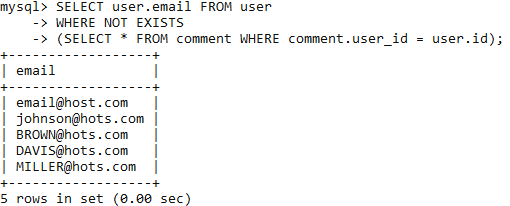 mysql> SELECT user.email FROM user
    -> WHERE NOT EXISTS
    -> (SELECT * FROM comment WHERE comment.user_id = user.id);
+------------------+
| email            |
+------------------+
| email@host.com   |
| johnson@hots.com |
| BROWN@hots.com   |
| DAVIS@hots.com   |
| MILLER@hots.com  |
+------------------+
5 rows in set (0.00 sec)